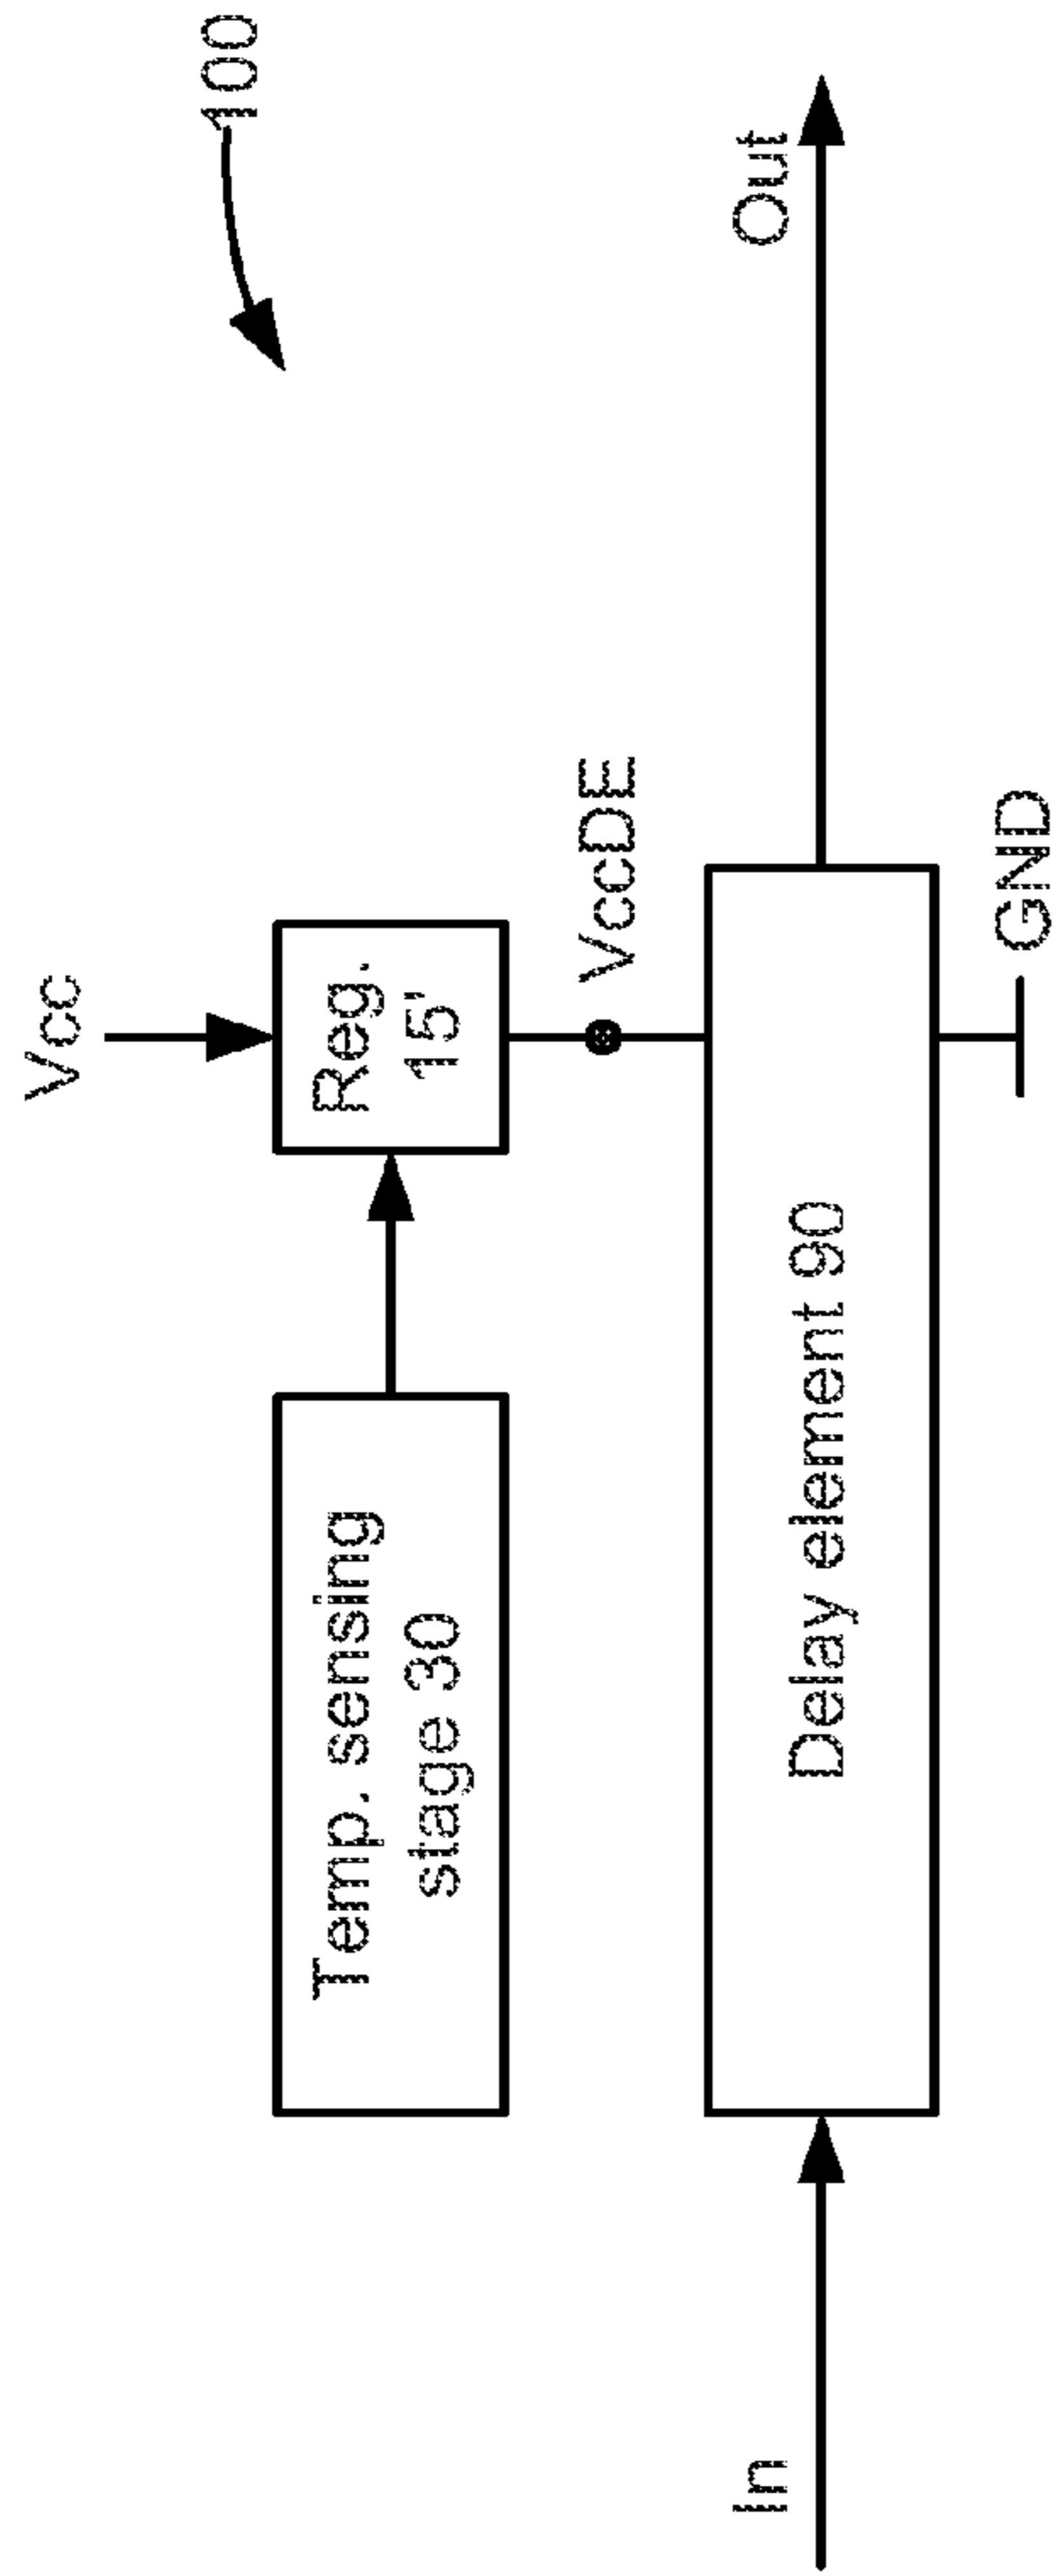 100
Vcc
Temp. sensing
stage 30
Reg.
15'
VccDE
In
Delay element 90
Out
GND